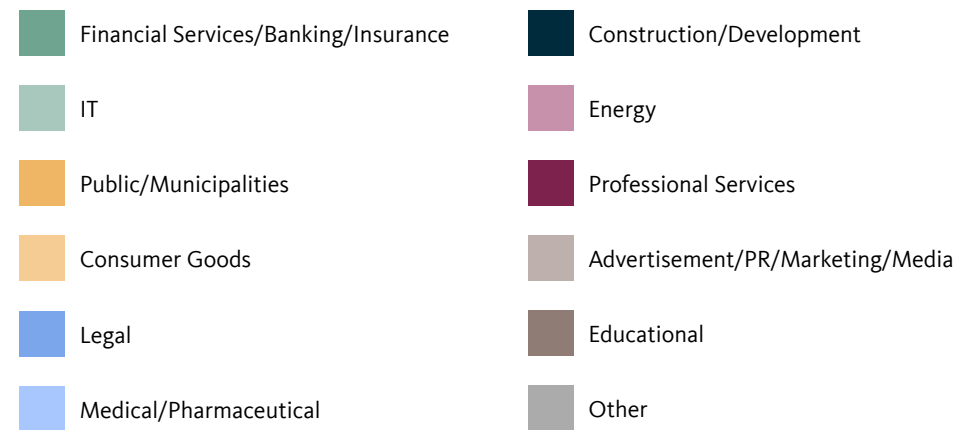 Financial Services/Banking/Insurance
IT
Public/Municipalities
Consumer Goods
Legal
Medical/Pharmaceutical
Construction/Development
Energy
Professional Services
Advertisement/PR/Marketing/Media
Educational
Other